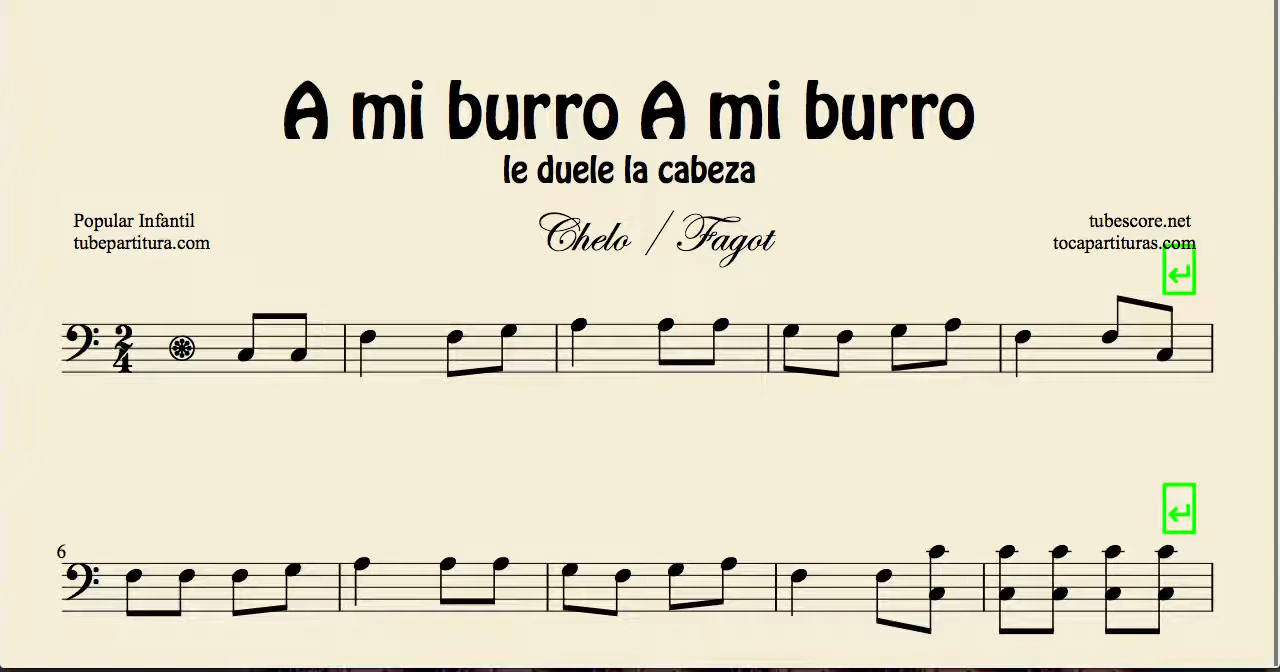 A mi burro A mi burro
le duele la cabeza
Popular Infantil
tubepartitura.com
Chelo / Fagot
tubescore.net
tocapartituras.com
2
4
6